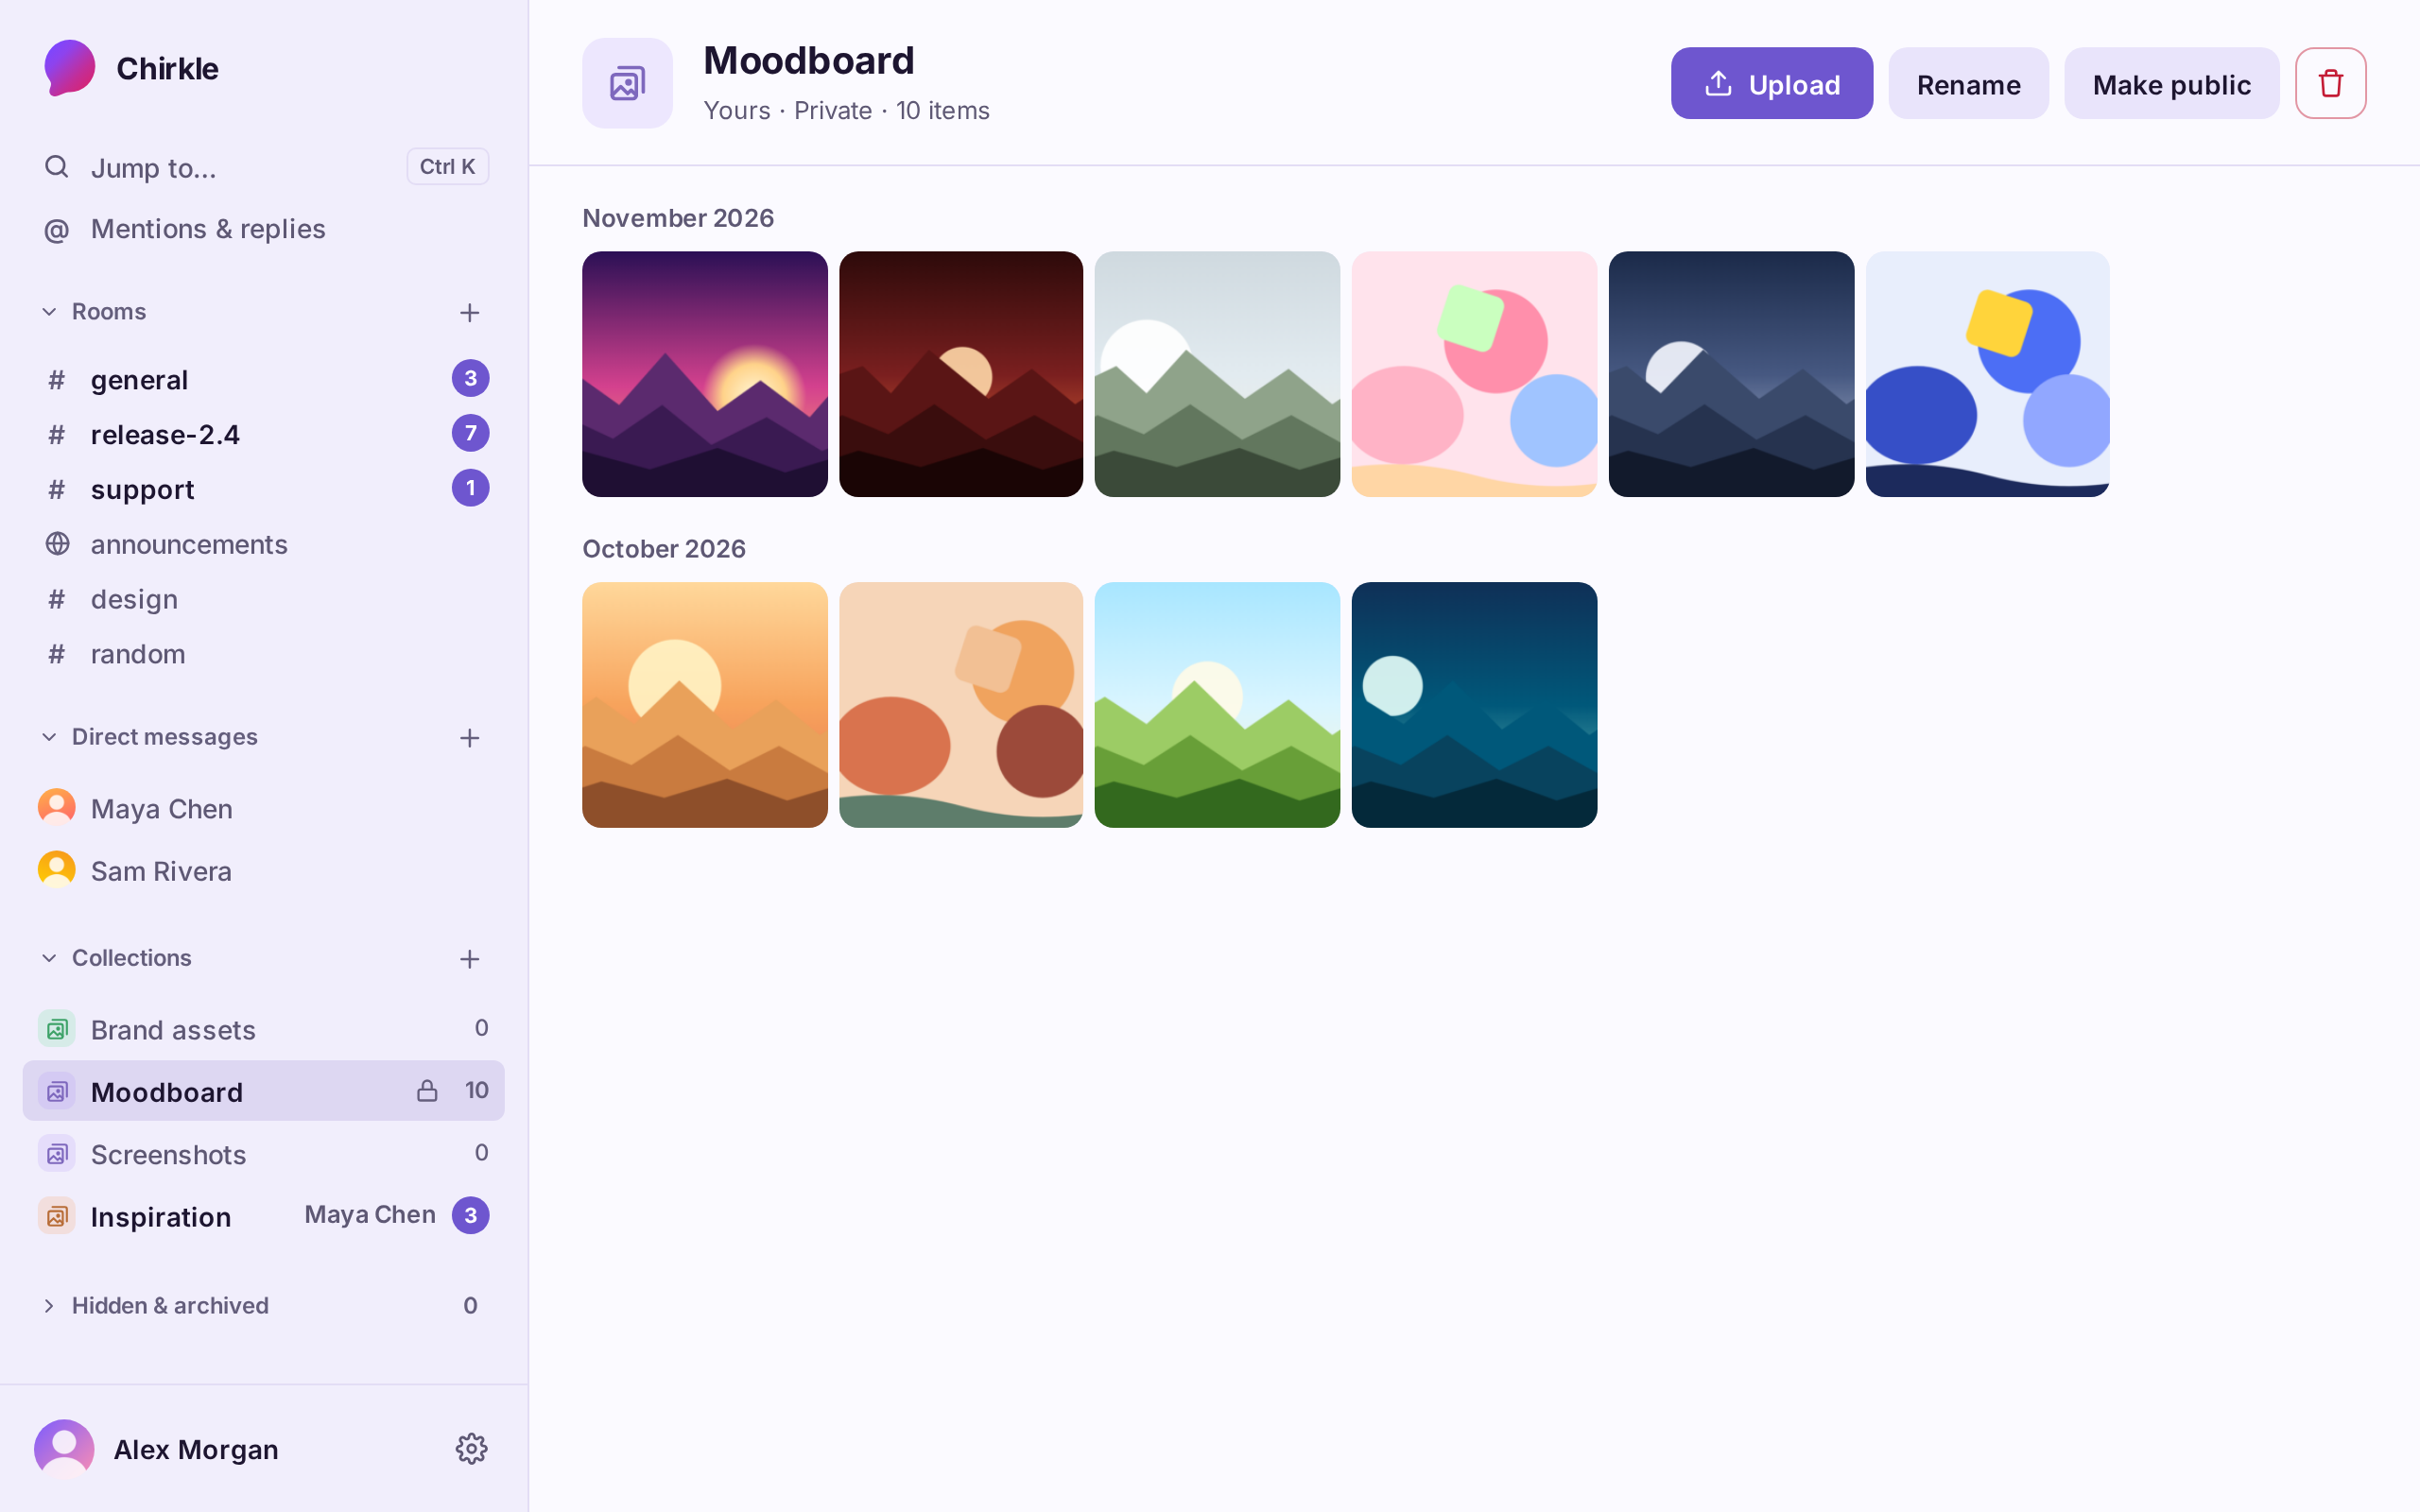 Chirkle
Jump to...
Ctrl K
@ Mentions & replies
Rooms
# general 3
# release-2.4 7
# support 1
announcements
# design
# random
Direct messages
Maya Chen
Sam Rivera
Collections
Brand assets 0
Moodboard 10
Screenshots 0
Inspiration Maya Chen 3
Hidden & archived 0
Alex Morgan
Moodboard
Yours · Private · 10 items
Upload
Rename
Make public
November 2026
October 2026